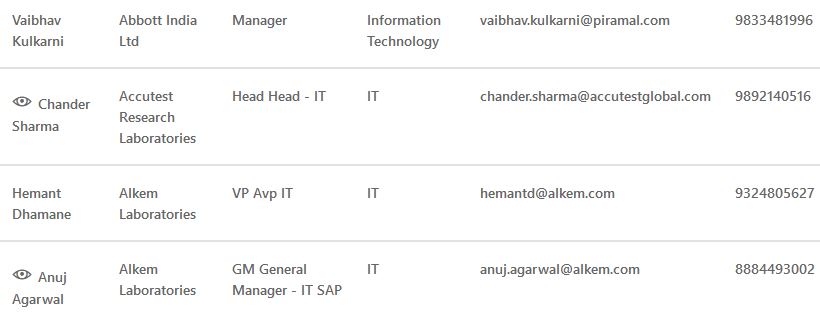 Vaibhav Kulkarni Abbott India Ltd Manager Information Technology vaibhav.kulkarni@piramal.com 9833481996
Chander Sharma Accutest Research Laboratories Head Head - IT IT chander.sharma@accutestglobal.com 9892140516
Hemant Dhamane Alkem Laboratories VP Avp IT IT hemantd@alkem.com 9324805627
Anuj Agarwal Alkem Laboratories GM General Manager - IT SAP IT anuj.agarwal@alkem.com 8884493002